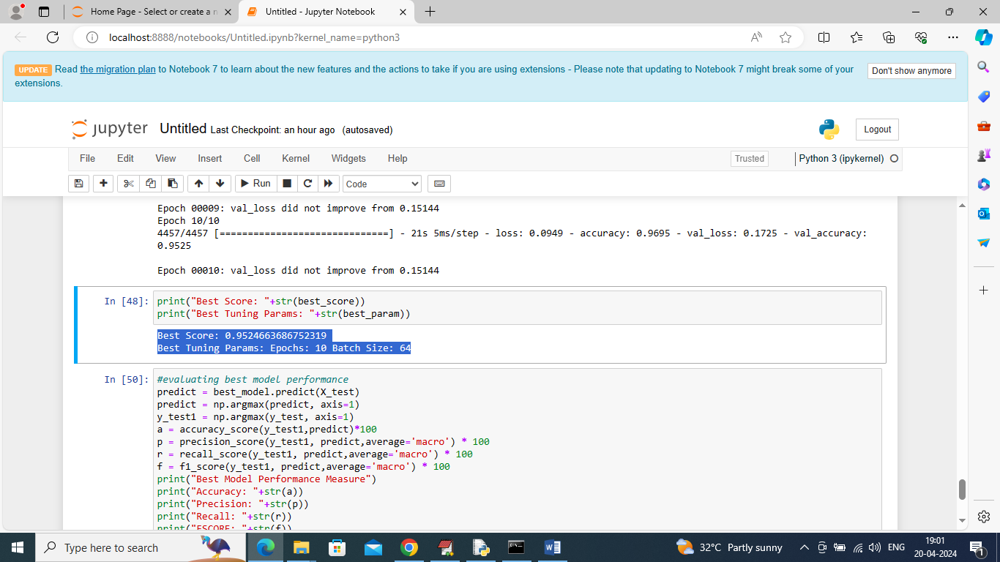 Home Page - Select or create a n
Untitled - Jupyter Notebook
localhost:8888/notebooks/Untitled.ipynb?kernel_name=python3
UPDATE Read the migration plan to Notebook 7 to learn about the new features and the actions to take if you are using extensions - Please note that updating to Notebook 7 might break some of your
extensions.
Don't show anymore
jupyter Untitled Last Checkpoint: an hour ago (autosaved)
Logout
File Edit View Insert Cell Kernel Widgets Help
Trusted
Python 3 (ipykernel)
Run
Code
Epoch 00009: val_loss did not improve from 0.15144
Epoch 10/10
4457/4457 [==============================] - 21s 5ms/step - loss: 0.0949 - accuracy: 0.9695 - val_loss: 0.1725 - val_accuracy:
0.9525
Epoch 00010: val_loss did not improve from 0.15144
In [48]: print("Best Score: "+str(best_score))
print("Best Tuning Params: "+str(best_param))
Best Score: 0.9524663686752319
Best Tuning Params: Epochs: 10 Batch Size: 64
In [50]: #evaluating best model performance
predict = best_model.predict(X_test)
predict = np.argmax(predict, axis=1)
y_test1 = np.argmax(y_test, axis=1)
a = accuracy_score(y_test1,predict)*100
p = precision_score(y_test1, predict,average='macro') * 100
r = recall_score(y_test1, predict,average='macro') * 100
f = f1_score(y_test1, predict,average='macro') * 100
print("Best Model Performance Measure")
print("Accuracy: "+str(a))
print("Precision: "+str(p))
print("Recall: "+str(r))
print("FSCORE: "+str(f))
Type here to search
32°C Partly sunny
ENG
19:01
20-04-2024
1